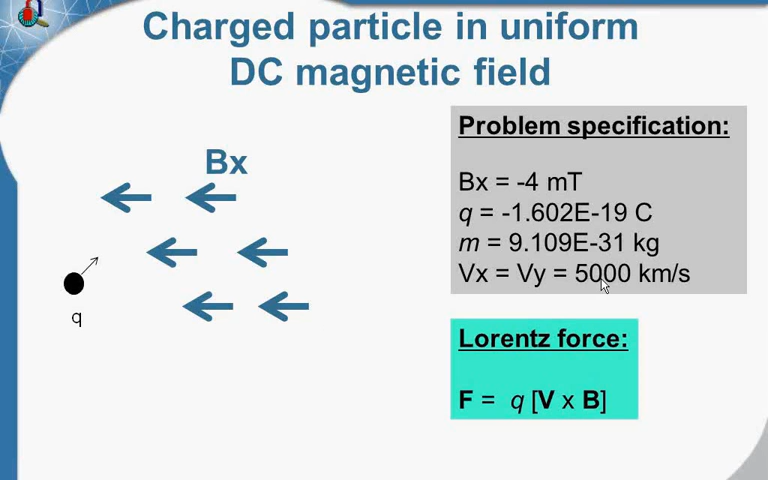 Charged particle in uniform
DC magnetic field
Bx
q
Problem specification:
Bx = -4 mT
q = -1.602E-19 C
m = 9.109E-31 kg
Vx = Vy = 5000 km/s
Lorentz force:
F = q [V x B]